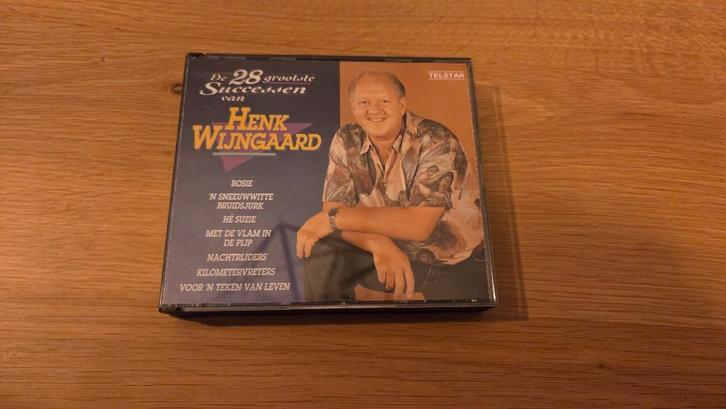 De 28 grootste
Successen
van
HENK
WIJNGAARD
TELSTAR
ROSIE
'N SNEEUWWITTE
BRUIDSJURK
HÉ SUZIE
MET DE VLAM IN
DE PIJP
NACHTRIJDERS
KILOMETERVRETERS
VOOR 'N TEKEN VAN LEVEN